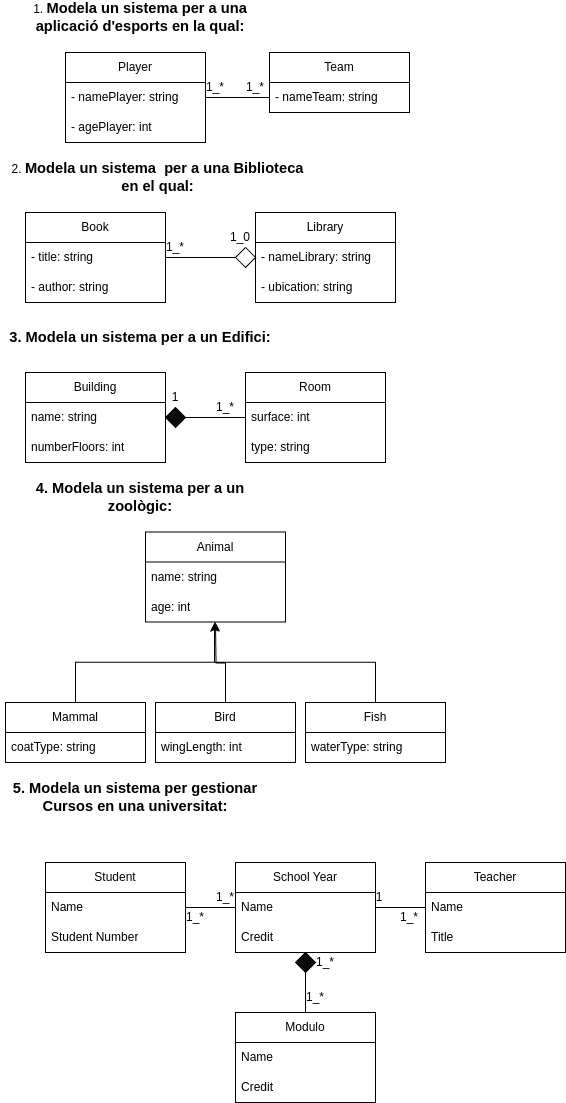 1. Modela un sistema per a una
aplicació d'esports en la qual:
Player
Team
- namePlayer: string
1_*
1_*
- nameTeam: string
- agePlayer: int
2. Modela un sistema  per a una Biblioteca
en el qual:
Book
Library
1_0
- title: string
1_*
- nameLibrary: string
- author: string
- ubication: string
3. Modela un sistema per a un Edifici:
Building
Room
1
1_*
name: string
surface: int
numberFloors: int
type: string
4. Modela un sistema per a un
zoològic:
Animal
name: string
age: int
Mammal
Bird
Fish
coatType: string
wingLength: int
waterType: string
5. Modela un sistema per gestionar
Cursos en una universitat:
Student
School Year
Teacher
Name
1_*
1_*
Name
1
1_*
Name
Student Number
Credit
Title
1_*
1_*
Modulo
Name
Credit